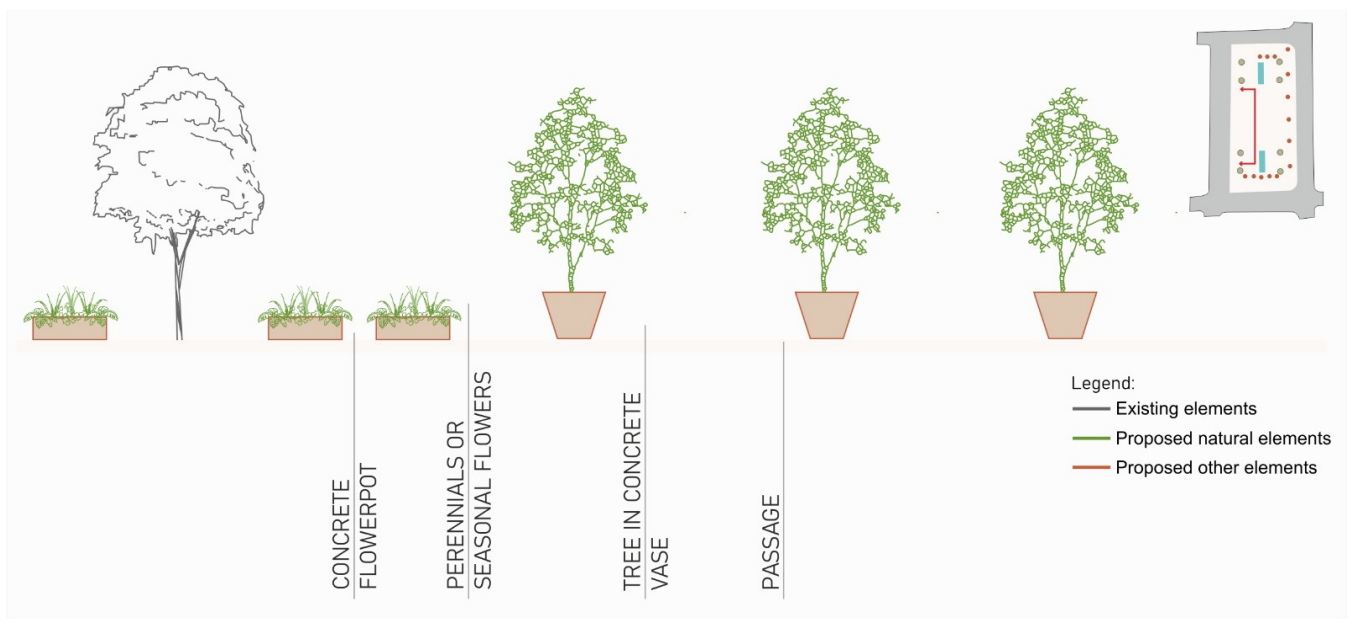 CONCRETE
FLOWERPOT
PERENNIALS OR
SEASONAL FLOWERS
TREE IN CONCRETE
VASE
PASSAGE
Legend:
Existing elements
Proposed natural elements
Proposed other elements